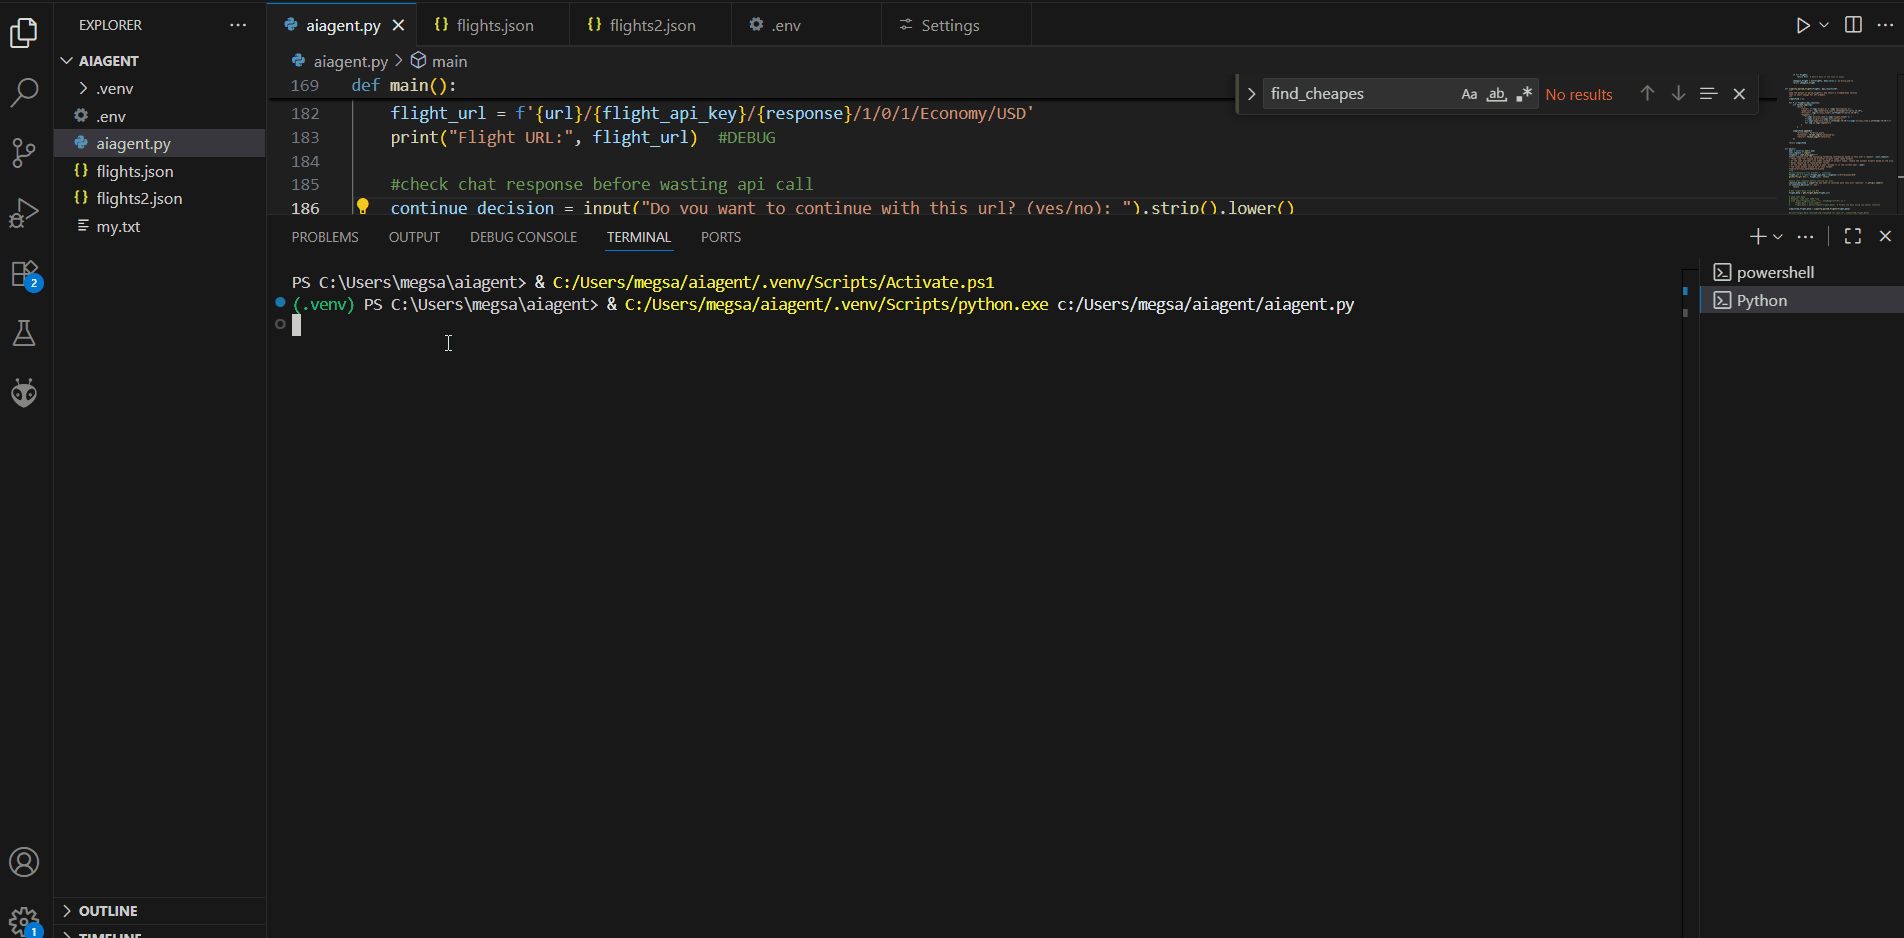 EXPLORER
AIAGENT
.venv
.env
aiagent.py
flights.json
flights2.json
my.txt
OUTLINE
TIMELINE
2
1
aiagent.py
flights.json
flights2.json
.env
Settings
aiagent.py > main
169 def main():
182 flight_url = f'{url}/{flight_api_key}/{response}/1/0/1/Economy/USD'
183 print("Flight URL:", flight_url)  #DEBUG
184
185 #check chat response before wasting api call
186 continue_decision = input("Do you want to continue with this url? (yes/no): ").strip().lower()
find_cheapes
Aa
ab
No results
PROBLEMS
OUTPUT
DEBUG CONSOLE
TERMINAL
PORTS
PS C:\Users\megsa\aiagent> & C:/Users/megsa/aiagent/.venv/Scripts/Activate.ps1
(.venv) PS C:\Users\megsa\aiagent> & C:/Users/megsa/aiagent/.venv/Scripts/python.exe c:/Users/megsa/aiagent/aiagent.py
powershell
Python